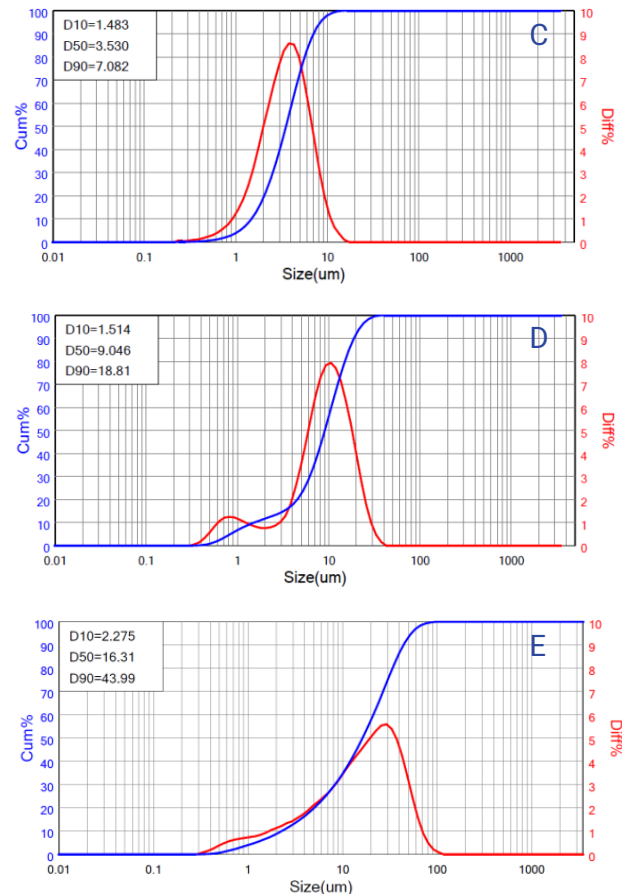 D10=1.483
D50=3.530
D90=7.082
C
Cum%
100
90
80
70
60
50
40
30
20
10
0
Diff%
10
9
8
7
6
5
4
3
2
1
0
0.01 0.1 1 10 100 1000
Size(um)
D10=1.514
D50=9.046
D90=18.81
D
Cum%
100
90
80
70
60
50
40
30
20
10
0
Diff%
10
9
8
7
6
5
4
3
2
1
0
0.01 0.1 1 10 100 1000
Size(um)
D10=2.275
D50=16.31
D90=43.99
E
Cum%
100
90
80
70
60
50
40
30
20
10
0
Diff%
10
9
8
7
6
5
4
3
2
1
0
0.01 0.1 1 10 100 1000
Size(um)